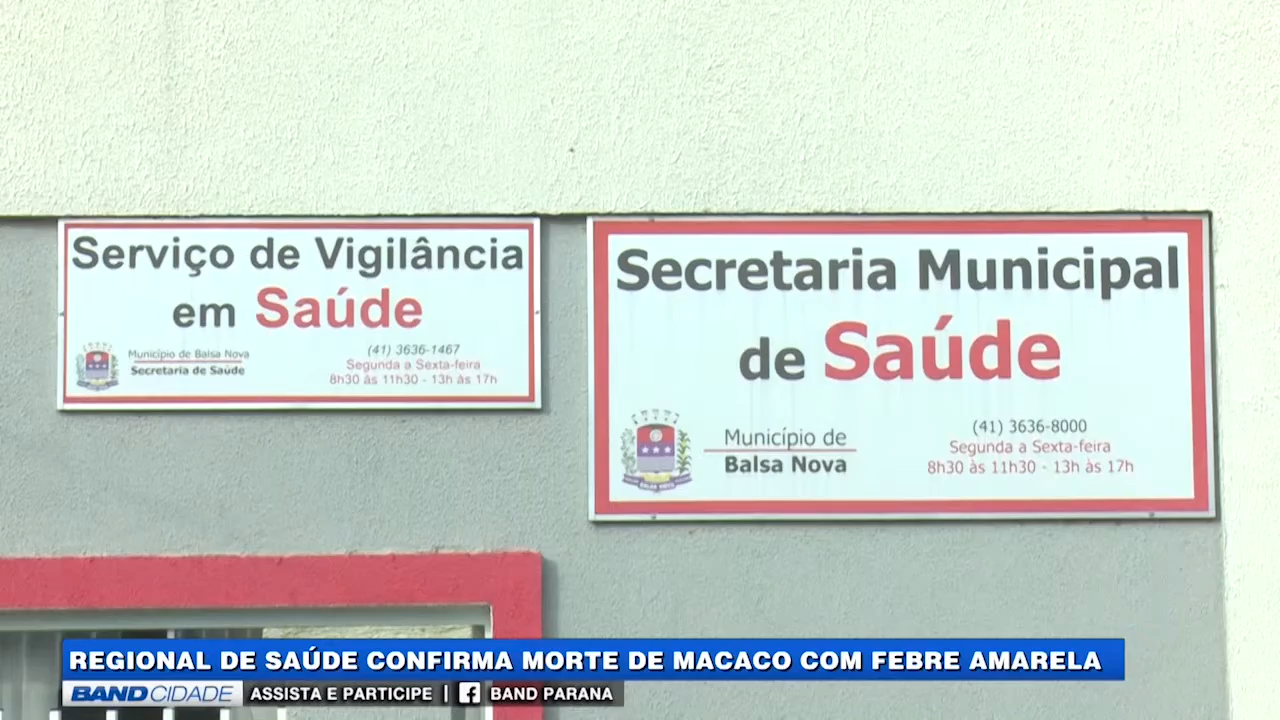 Serviço de Vigilância
em Saúde
Município de Balsa Nova
Secretaria de Saúde
(41) 3636-1467
Segunda a Sexta-feira
8h30 às 11h30 - 13h às 17h
Secretaria Municipal
de Saúde
Município de
Balsa Nova
(41) 3636-8000
Segunda a Sexta-feira
8h30 às 11h30 - 13h às 17h
REGIONAL DE SAÚDE CONFIRMA MORTE DE MACACO COM FEBRE AMARELA
BAND CIDADE ASSISTA E PARTICIPE | BAND PARANA